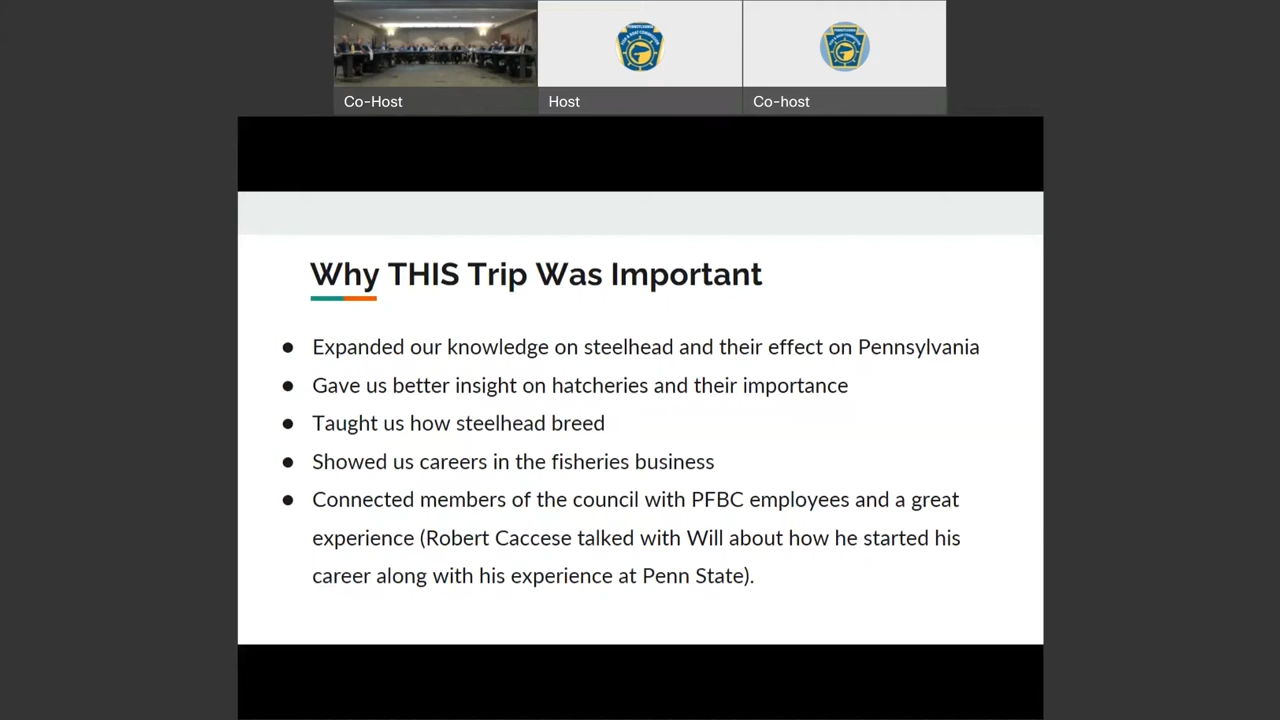 Co-Host
Host
Co-host
Why THIS Trip Was Important
● Expanded our knowledge on steelhead and their effect on Pennsylvania
● Gave us better insight on hatcheries and their importance
● Taught us how steelhead breed
● Showed us careers in the fisheries business
● Connected members of the council with PFBC employees and a great
experience (Robert Caccese talked with Will about how he started his
career along with his experience at Penn State).